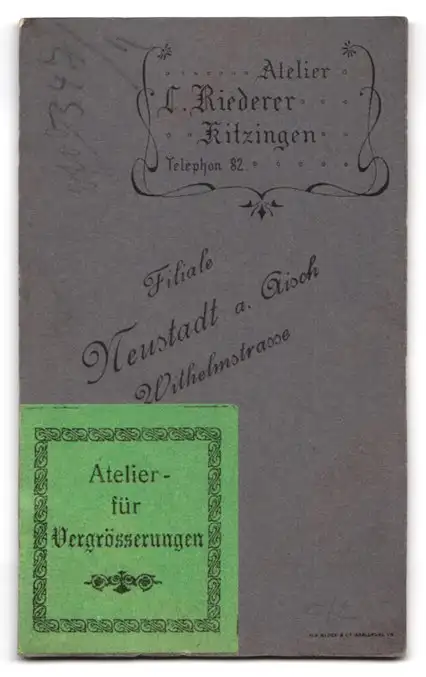 Atelier
L. Riederer
Kitzingen
Telephon 82
Filiale
Neustadt a. Aisch
Wilhelmstrasse
Atelier-
für
Vergrösserungen